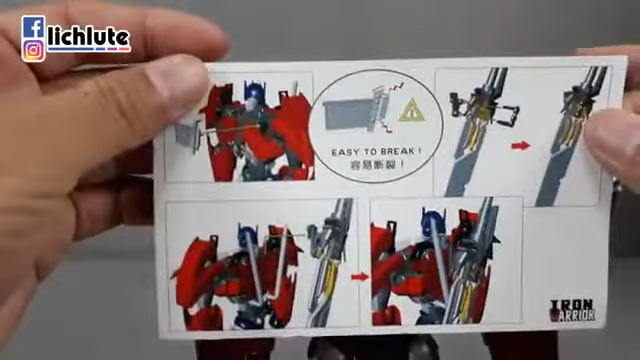 lichlute
EASY TO BREAK!
容易断裂!
IRON
WARRIOR